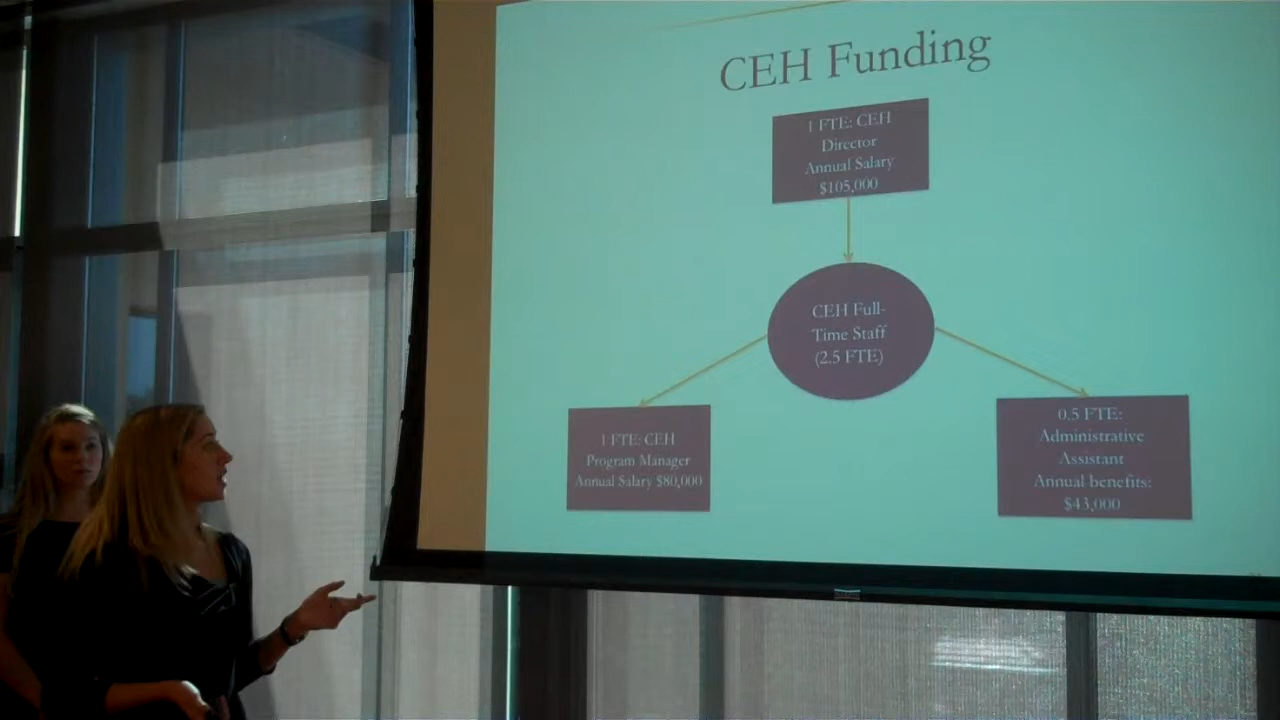 CEH Funding
1 FTE: CEH
Director
Annual Salary
$105,000
CEH Full-
Time Staff
(2.5 FTE)
1 FTE: CEH
Program Manager
Annual Salary $80,000
0.5 FTE:
Administrative
Assistant
Annual benefits:
$43,000